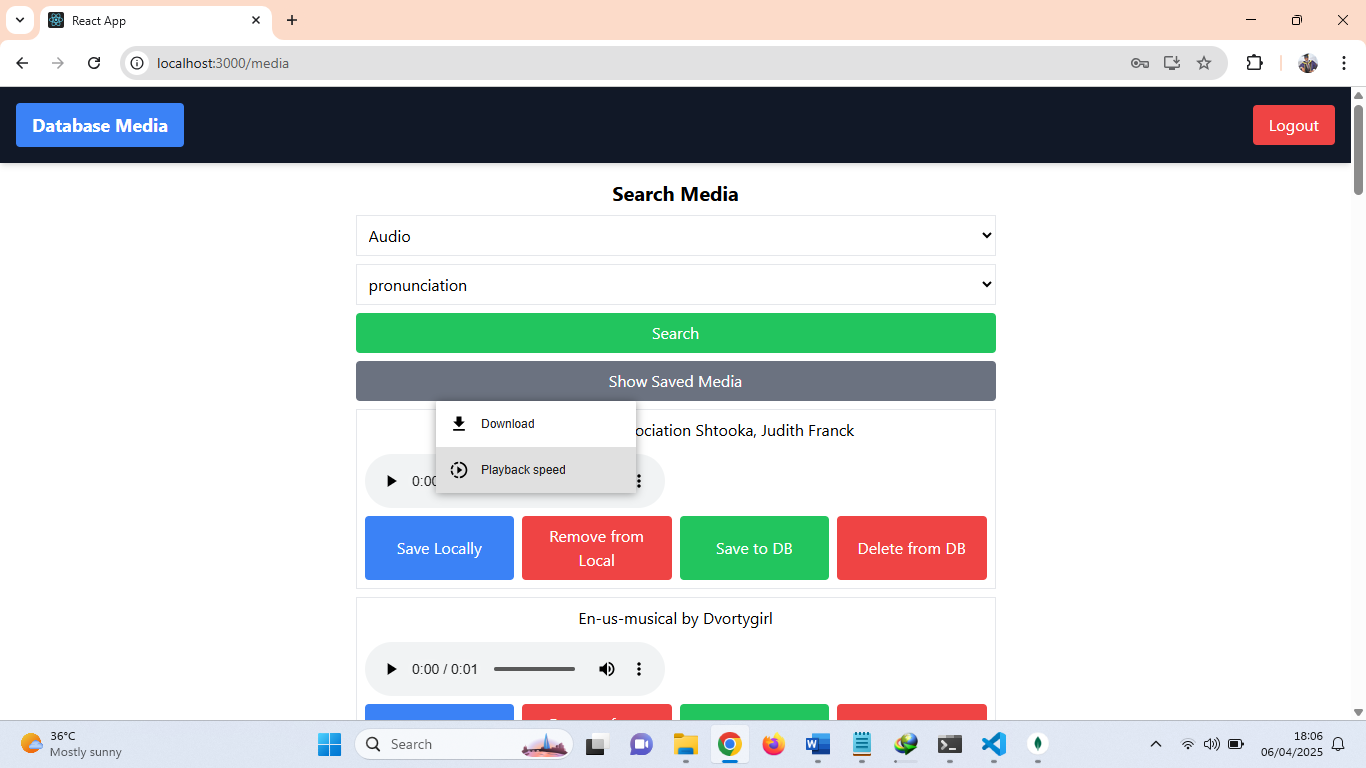 React App
localhost:3000/media
Database Media
Logout
Search Media
Audio
pronunciation
Search
Show Saved Media
Download
ociation Shtooka, Judith Franck
Playback speed
0:00
Save Locally
Remove from
Local
Save to DB
Delete from DB
En-us-musical by Dvortygirl
0:00 / 0:01
36°C
Mostly sunny
Search
18:06
06/04/2025